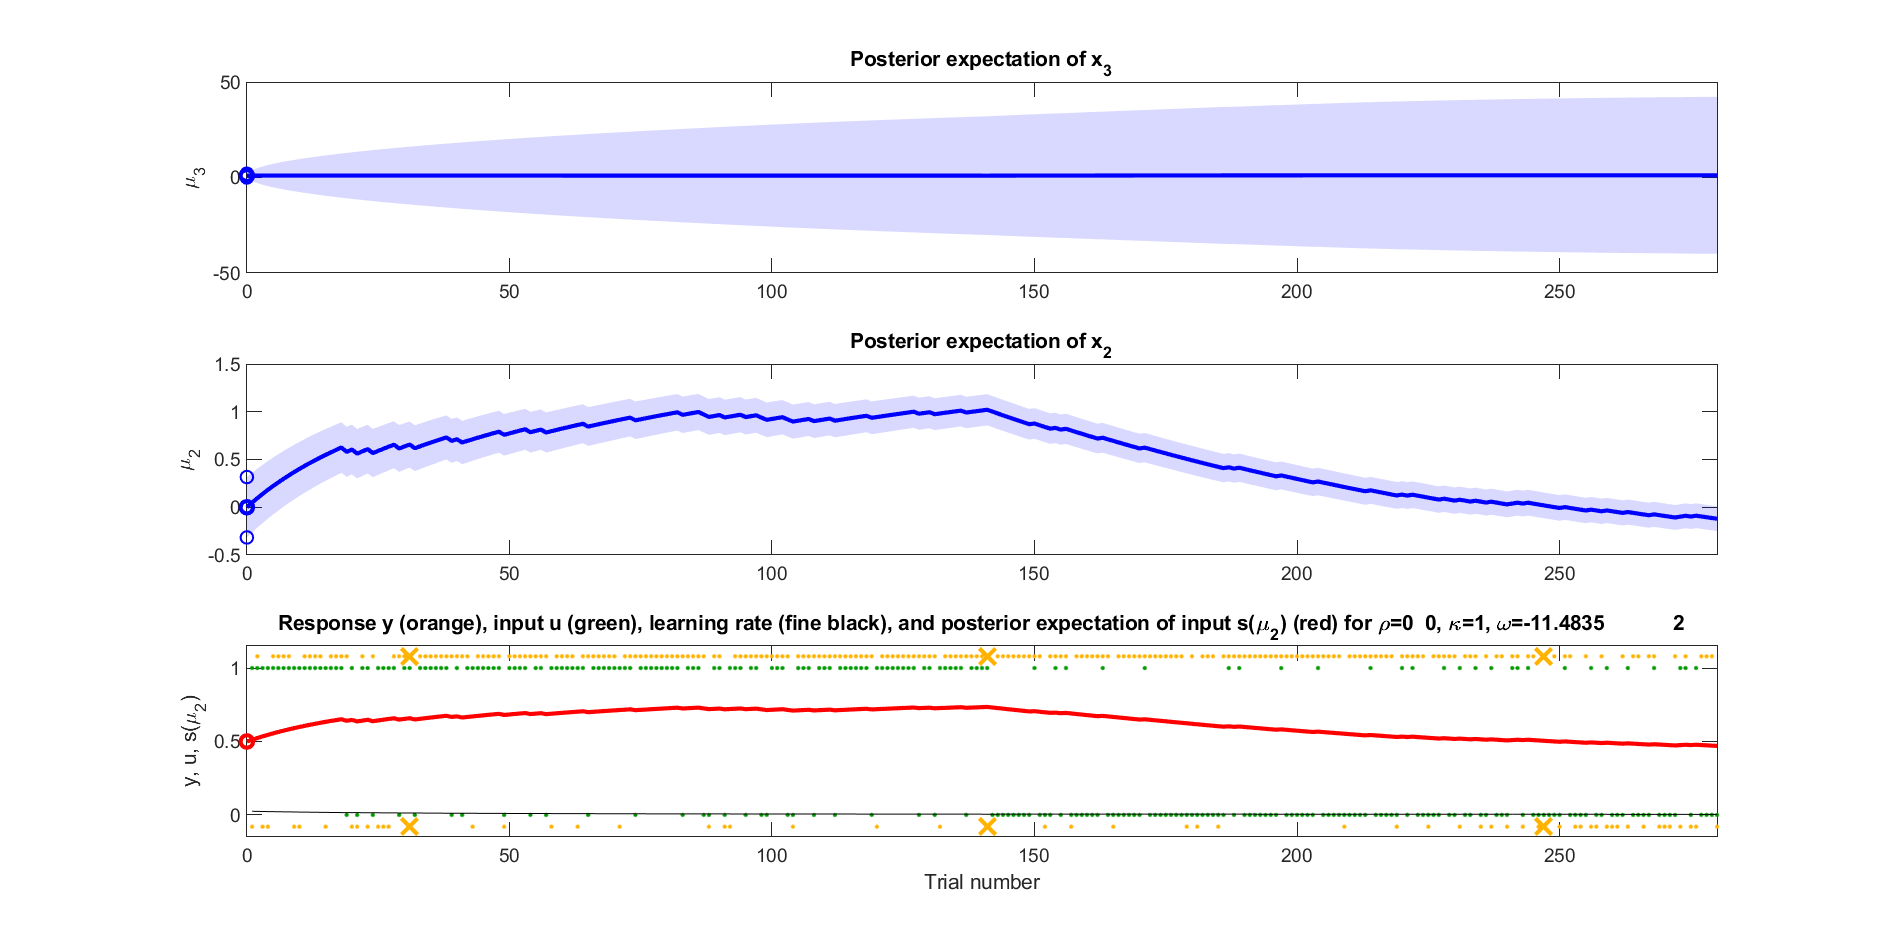 Posterior expectation of x3
50
0
-50
μ3
0 50 100 150 200 250
Posterior expectation of x2
1.5
1
0.5
0
-0.5
μ2
0 50 100 150 200 250
Response y (orange), input u (green), learning rate (fine black), and posterior expectation of input s(μ2) (red) for ρ=0 0, κ=1, ω=-11.4835 2
1
0.5
0
y, u, s(μ2)
0 50 100 150 200 250
Trial number